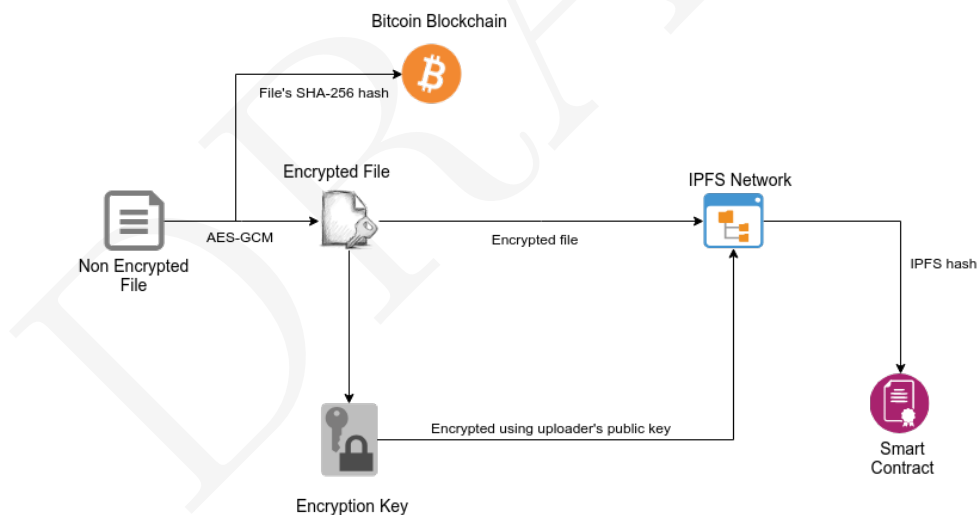 Bitcoin Blockchain
File's SHA-256 hash
Encrypted File
IPFS Network
AES-GCM
Encrypted file
Non Encrypted
File
IPFS hash
Encrypted using uploader's public key
Smart
Contract
Encryption Key
DRA